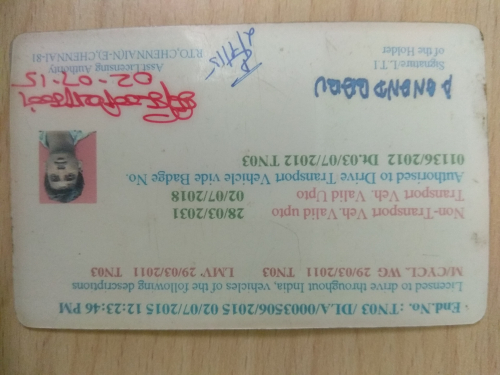 End.No. : TN03 /DLA/0003506/2015 02/07/2015 12:23:46 PM
Licensed to drive throughout India, vehicles of the following descriptions
M/CYCL. WG 29/03/2011 TN03 LMV 29/03/2011 TN03
Non-Transport Veh. Valid upto 28/03/2031
Transport Veh. Valid Upto 02/07/2018
Authorised to Drive Transport Vehicle vide Badge No.
01136/2012 Dt.03/07/2012 TN03
02-07-15
Signature/L.T.I
of the Holder
Asst.Licensing Authority
RTO,CHENNAI(N-E),CHENNAI-81